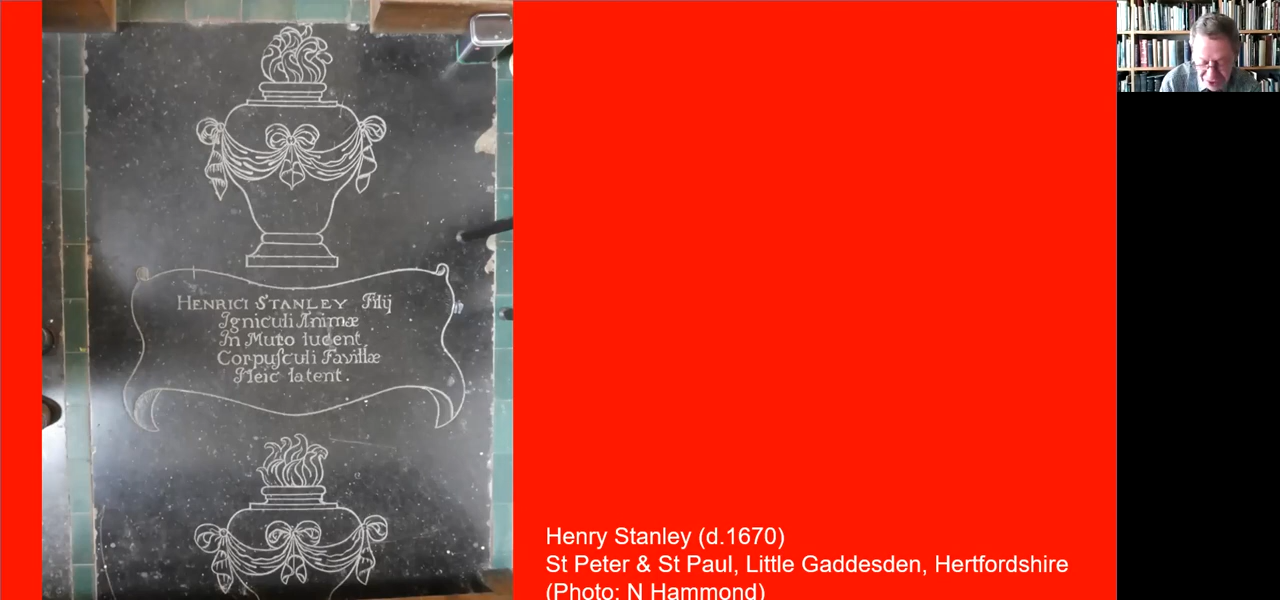 HENRICI STANLEY Filij
Igniculi Animæ
In Muto lucent
Corpuſculi Favillæ
Heic latent.
Henry Stanley (d.1670)
St Peter & St Paul, Little Gaddesden, Hertfordshire
(Photo: N Hammond)